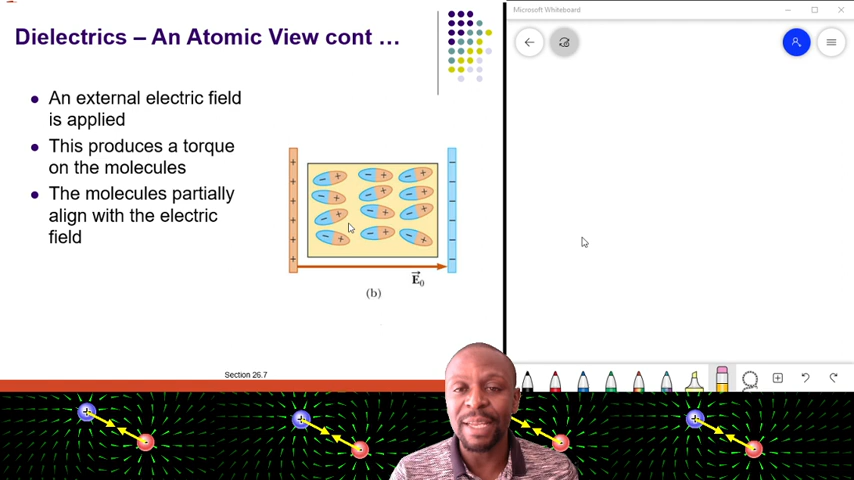 Dielectrics – An Atomic View cont …
Microsoft Whiteboard
● An external electric field
is applied
● This produces a torque
on the molecules
● The molecules partially
align with the electric
field
+ − + − + − + −
+ − + − + − + −
+ − + − + − + −
+ − + − + − + −
+ −
+ −
E₀
(b)
Section 26.7
+ + +